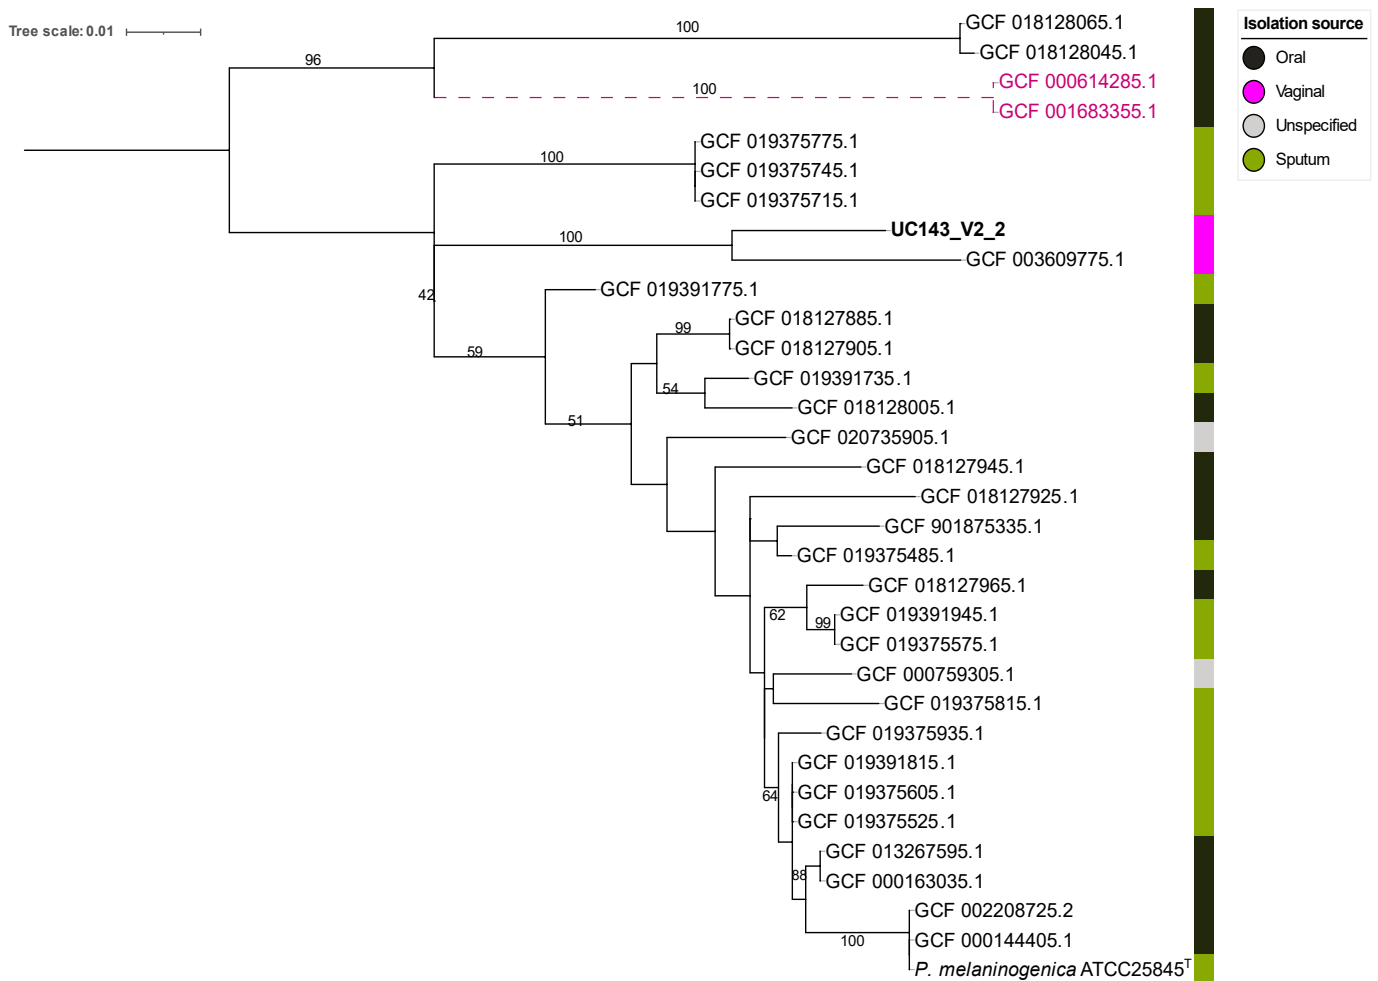 Tree scale: 0.01
Isolation source
Oral
Vaginal
Unspecified
Sputum
100
GCF 018128065.1
GCF 018128045.1
96
100
GCF 000614285.1
GCF 001683355.1
100
GCF 019375775.1
GCF 019375745.1
GCF 019375715.1
100
UC143_V2_2
GCF 003609775.1
42
GCF 019391775.1
59
99
GCF 018127885.1
GCF 018127905.1
54
GCF 019391735.1
GCF 018128005.1
51
GCF 020735905.1
GCF 018127945.1
GCF 018127925.1
GCF 901875335.1
GCF 019375485.1
GCF 018127965.1
62
99
GCF 019391945.1
GCF 019375575.1
GCF 000759305.1
GCF 019375815.1
GCF 019375935.1
GCF 019391815.1
64
GCF 019375605.1
GCF 019375525.1
GCF 013267595.1
88
GCF 000163035.1
GCF 002208725.2
100
GCF 000144405.1
P. melaninogenica ATCC25845ᵀ